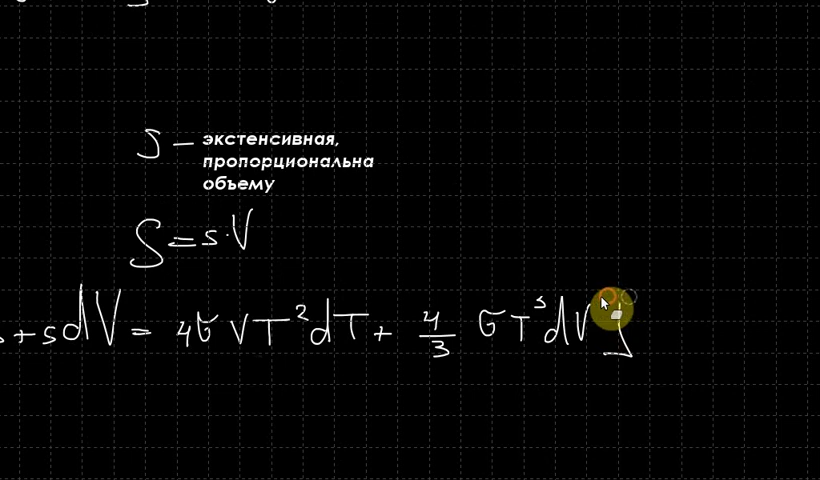 S — экстенсивная,
пропорциональна
объему
S = s · V
+ s dV = 4σ V T² dT + 4/3 σ T³ dV